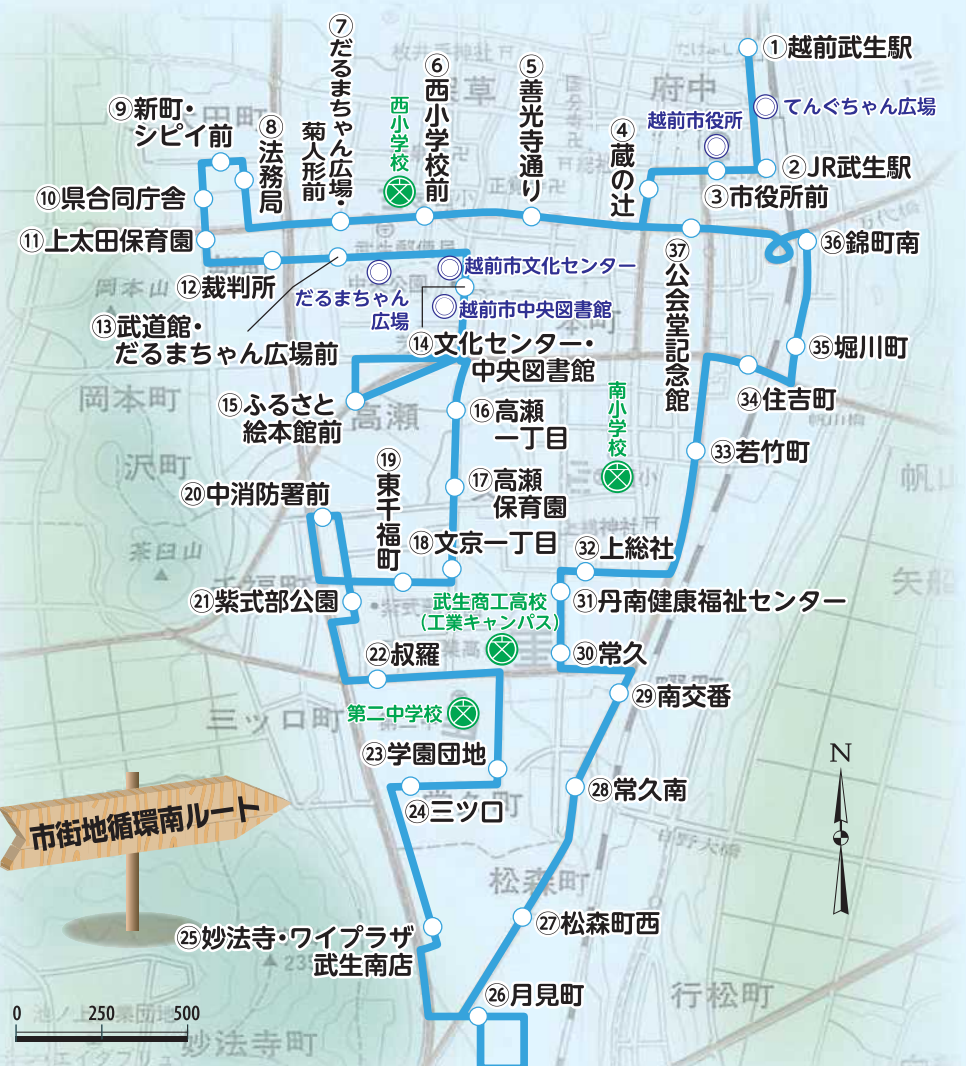 ①越前武生駅
てんぐちゃん広場
②JR武生駅
越前市役所
③市役所前
④蔵の辻
⑤善光寺通り
⑥西小学校前
西小学校
⑦だるまちゃん広場・
菊人形前
⑧法務局
⑨新町・
シピイ前
⑩県合同庁舎
⑪上太田保育園
⑫裁判所
⑬武道館・
だるまちゃん広場前
だるまちゃん
広場
越前市文化センター
越前市中央図書館
⑭文化センター・
中央図書館
⑮ふるさと
絵本館前
⑯高瀬
一丁目
⑰高瀬
保育園
⑱文京一丁目
⑲東千福町
⑳中消防署前
㉑紫式部公園
㉒叔羅
武生商工高校
(工業キャンパス)
第二中学校
㉓学園団地
㉔三ツ口
㉕妙法寺・ワイプラザ
武生南店
㉖月見町
㉗松森町西
㉘常久南
㉙南交番
㉚常久
㉛丹南健康福祉センター
㉜上総社
南小学校
㉝若竹町
㉞住吉町
㉟堀川町
㊱錦町南
㊲公会堂記念館
府中
岡本山
岡本町
高瀬
沢町
茶臼山
千福町
三ツ口町
常久町
松森町
行松町
妙法寺町
日野大橋
帆山橋
N
市街地循環南ルート
0 250 500